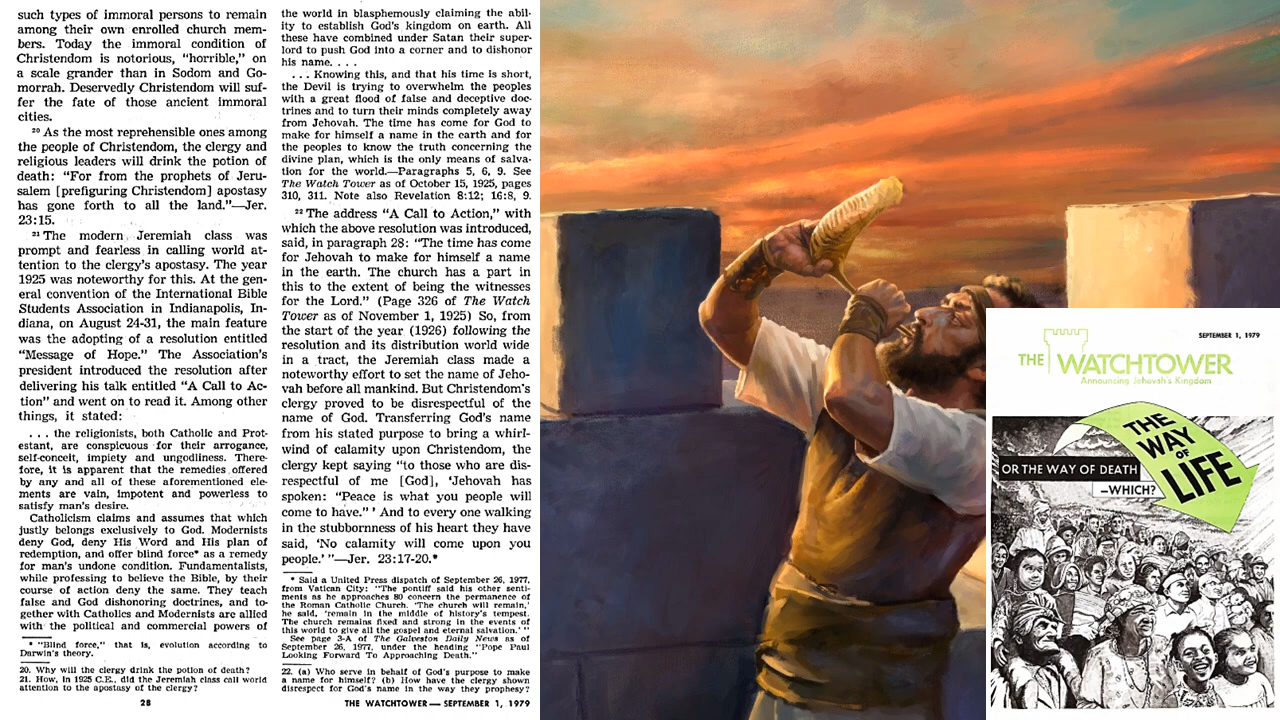 such types of immoral persons to remain
among their own enrolled church mem-
bers. Today the immoral condition of
Christendom is notorious, “horrible,” on
a scale grander than in Sodom and Go-
morrah. Deservedly Christendom will suf-
fer the fate of those ancient immoral
cities.
²⁰ As the most reprehensible ones among
the people of Christendom, the clergy and
religious leaders will drink the potion of
death: “For from the prophets of Jeru-
salem [prefiguring Christendom] apostasy
has gone forth to all the land.”—Jer.
23:15.
²¹ The modern Jeremiah class was
prompt and fearless in calling world at-
tention to the clergy’s apostasy. The year
1925 was noteworthy for this. At the gen-
eral convention of the International Bible
Students Association in Indianapolis, In-
diana, on August 24-31, the main feature
was the adopting of a resolution entitled
“Message of Hope.” The Association’s
president introduced the resolution after
delivering his talk entitled “A Call to Ac-
tion” and went on to read it. Among other
things, it stated:
. . . the religionists, both Catholic and Prot-
estant, are conspicuous for their arrogance,
self-conceit, impiety and ungodliness. There-
fore, it is apparent that the remedies offered
by any and all of these aforementioned ele-
ments are vain, impotent and powerless to
satisfy man’s desire.
Catholicism claims and assumes that which
justly belongs exclusively to God. Modernists
deny God, deny His Word and His plan of
redemption, and offer blind force* as a remedy
for man’s undone condition. Fundamentalists,
while professing to believe the Bible, by their
course of action deny the same. They teach
false and God dishonoring doctrines, and to-
gether with Catholics and Modernists are allied
with the political and commercial powers of
* “Blind force,” that is, evolution according to
Darwin’s theory.
20. Why will the clergy drink the potion of death?
21. How, in 1925 C.E., did the Jeremiah class call world
attention to the apostasy of the clergy?
28
the world in blasphemously claiming the abil-
ity to establish God’s kingdom on earth. All
these have combined under Satan their super-
lord to push God into a corner and to dishonor
his name. . . .
. . . Knowing this, and that his time is short,
the Devil is trying to overwhelm the peoples
with a great flood of false and deceptive doc-
trines and to turn their minds completely away
from Jehovah. The time has come for God to
make for himself a name in the earth and for
the peoples to know the truth concerning the
divine plan, which is the only means of salva-
tion for the world.—Paragraphs 5, 6, 9. See
The Watch Tower as of October 15, 1925, pages
310, 311. Note also Revelation 8:12; 16:8, 9.
²² The address “A Call to Action,” with
which the above resolution was introduced,
said, in paragraph 28: “The time has come
for Jehovah to make for himself a name
in the earth. The church has a part in
this to the extent of being the witnesses
for the Lord.” (Page 326 of The Watch
Tower as of November 1, 1925) So, from
the start of the year (1926) following the
resolution and its distribution world wide
in a tract, the Jeremiah class made a
noteworthy effort to set the name of Jeho-
vah before all mankind. But Christendom’s
clergy proved to be disrespectful of the
name of God. Transferring God’s name
from his stated purpose to bring a whirl-
wind of calamity upon Christendom, the
clergy kept saying “to those who are dis-
respectful of me [God], ‘Jehovah has
spoken: “Peace is what you people will
come to have.” ’ And to every one walking
in the stubbornness of his heart they have
said, ‘No calamity will come upon you
people.’ ”—Jer. 23:17-20.*
* Said a United Press dispatch of September 26, 1977,
from Vatican City: “The pontiff said his other senti-
ments as he approaches 80 concern the permanence of
the Roman Catholic Church. ‘The church will remain,’
he said, ‘remain in the middle of history’s tempest.
The church remains fixed and strong in the events of
this world to give all the gospel and eternal salvation.’ ”
See page 3-A of The Galveston Daily News as of
September 26, 1977, under the heading “Pope Paul
Looking Forward To Approaching Death.”
22. (a) Who serve in behalf of God’s purpose to make
a name for himself? (b) How have the clergy shown
disrespect for God’s name in the way they prophesy?
THE WATCHTOWER — SEPTEMBER 1, 1979
SEPTEMBER 1, 1979
THE WATCHTOWER
Announcing Jehovah's Kingdom
THE
WAY
OF
LIFE
OR THE WAY OF DEATH
—WHICH?